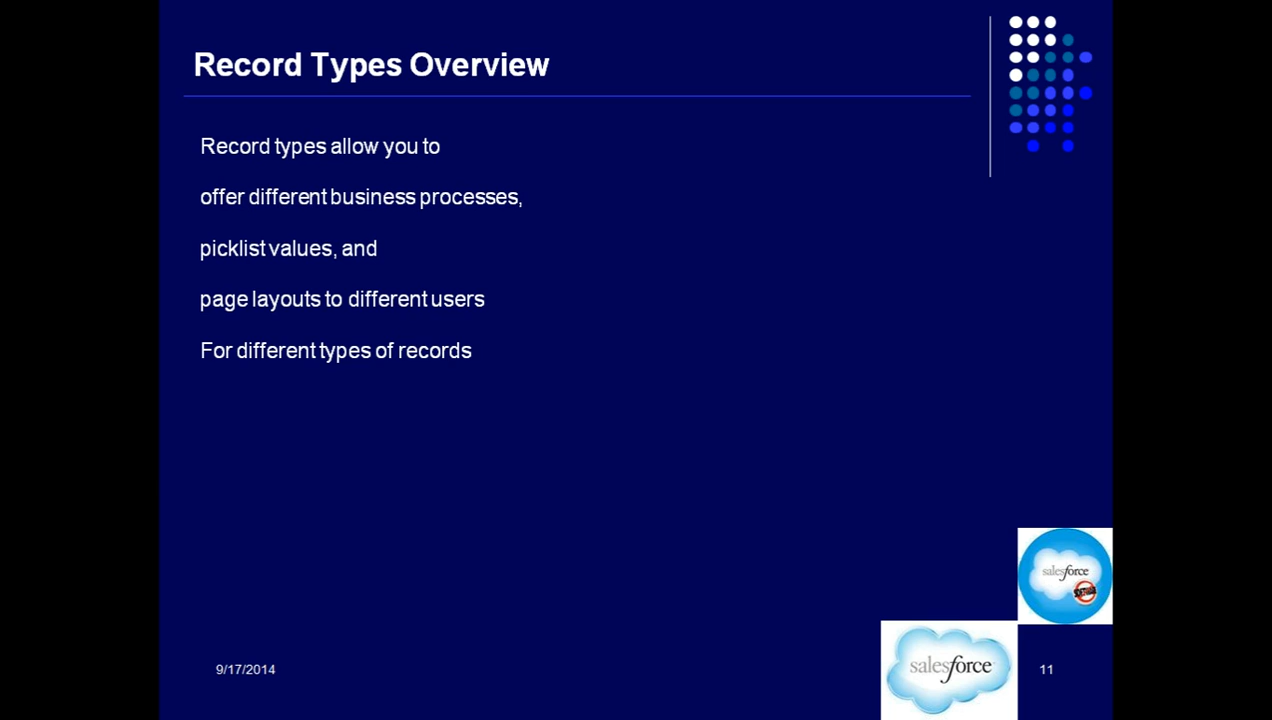 Record Types Overview
Record types allow you to
offer different business processes,
picklist values, and
page layouts to different users
For different types of records
salesforce
SOFTWARE
9/17/2014
salesforce
11